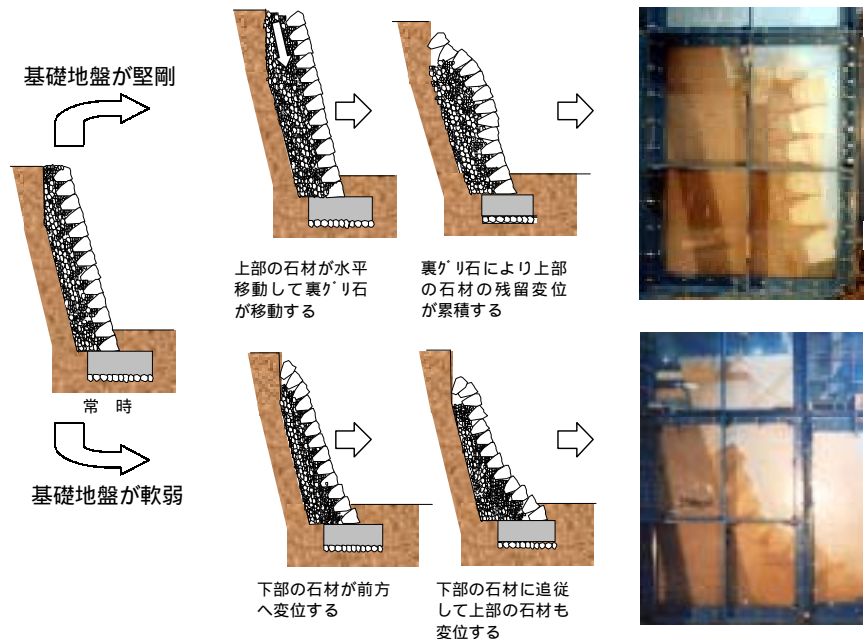 基礎地盤が堅剛
上部の石材が水平
移動して裏グリ石
が移動する
裏グリ石により上部
の石材の残留変位
が累積する
常 時
基礎地盤が軟弱
下部の石材が前方
へ変位する
下部の石材に追従
して上部の石材も
変位する